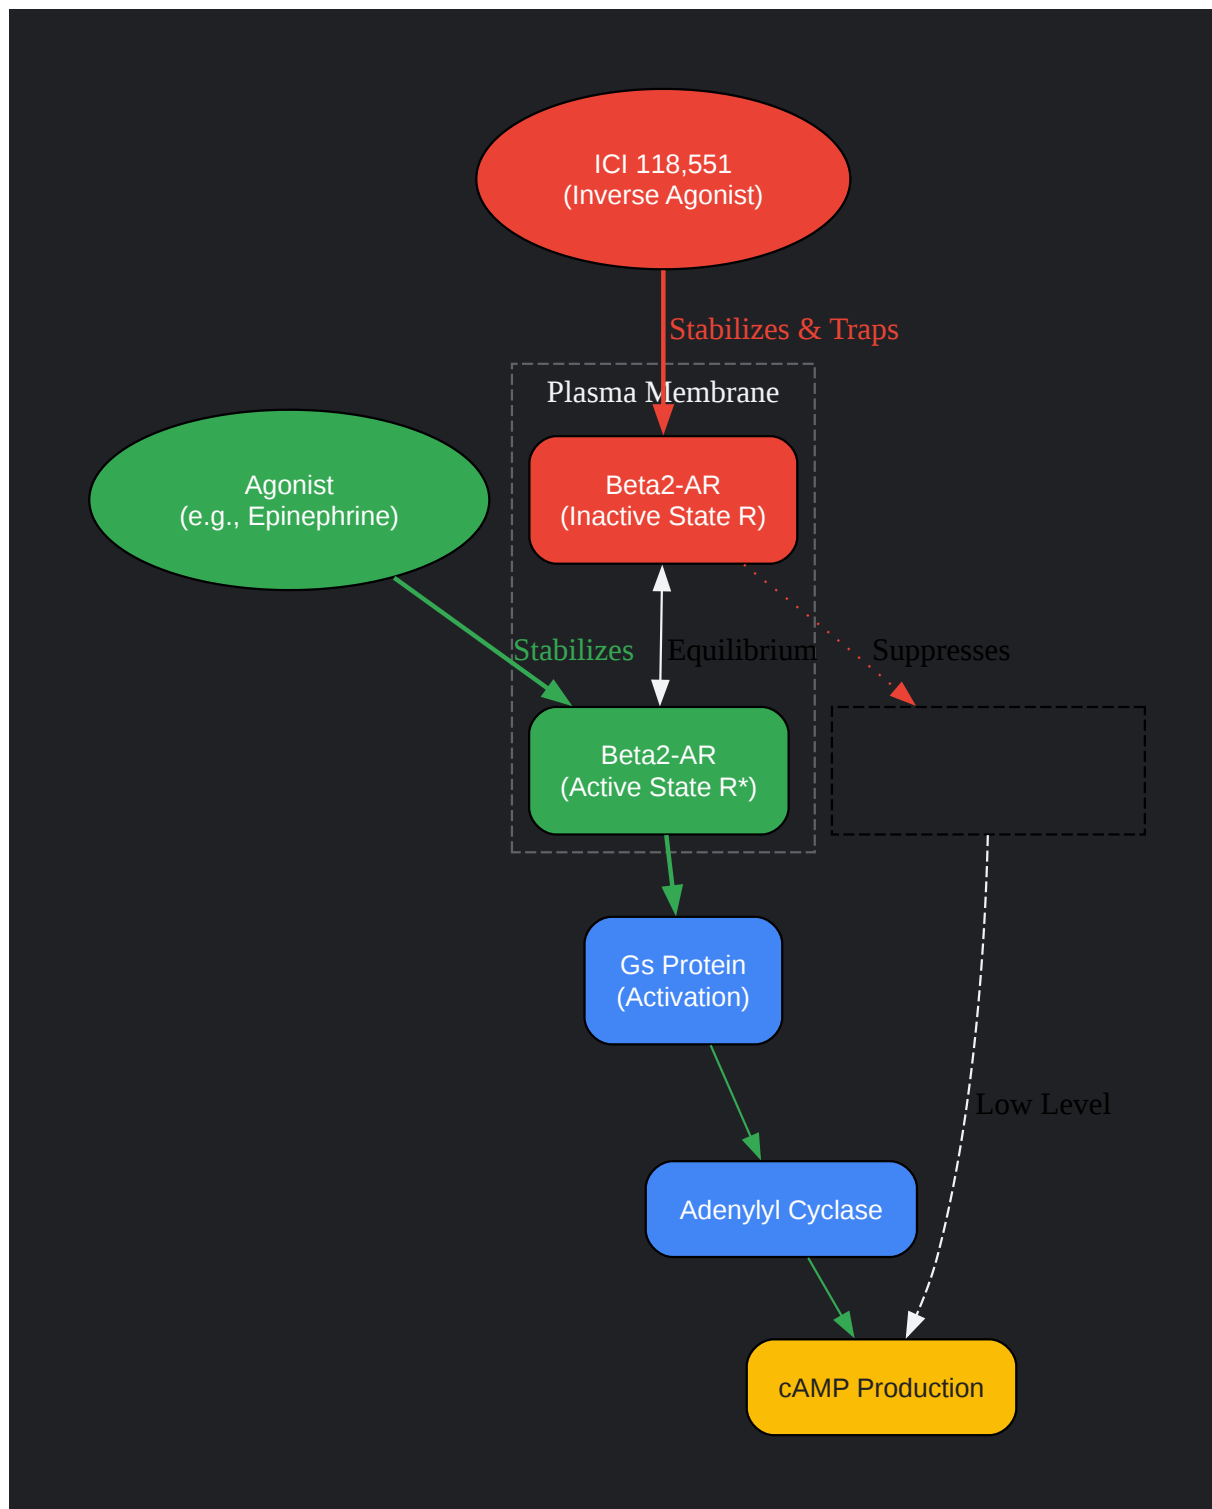 ICI 118,551
(Inverse Agonist)
Stabilizes & Traps
Plasma Membrane
Agonist
(e.g., Epinephrine)
Beta2-AR
(Inactive State R)
Stabilizes
Equilibrium
Suppresses
Beta2-AR
(Active State R*)
Gs Protein
(Activation)
Low Level
Adenylyl Cyclase
cAMP Production